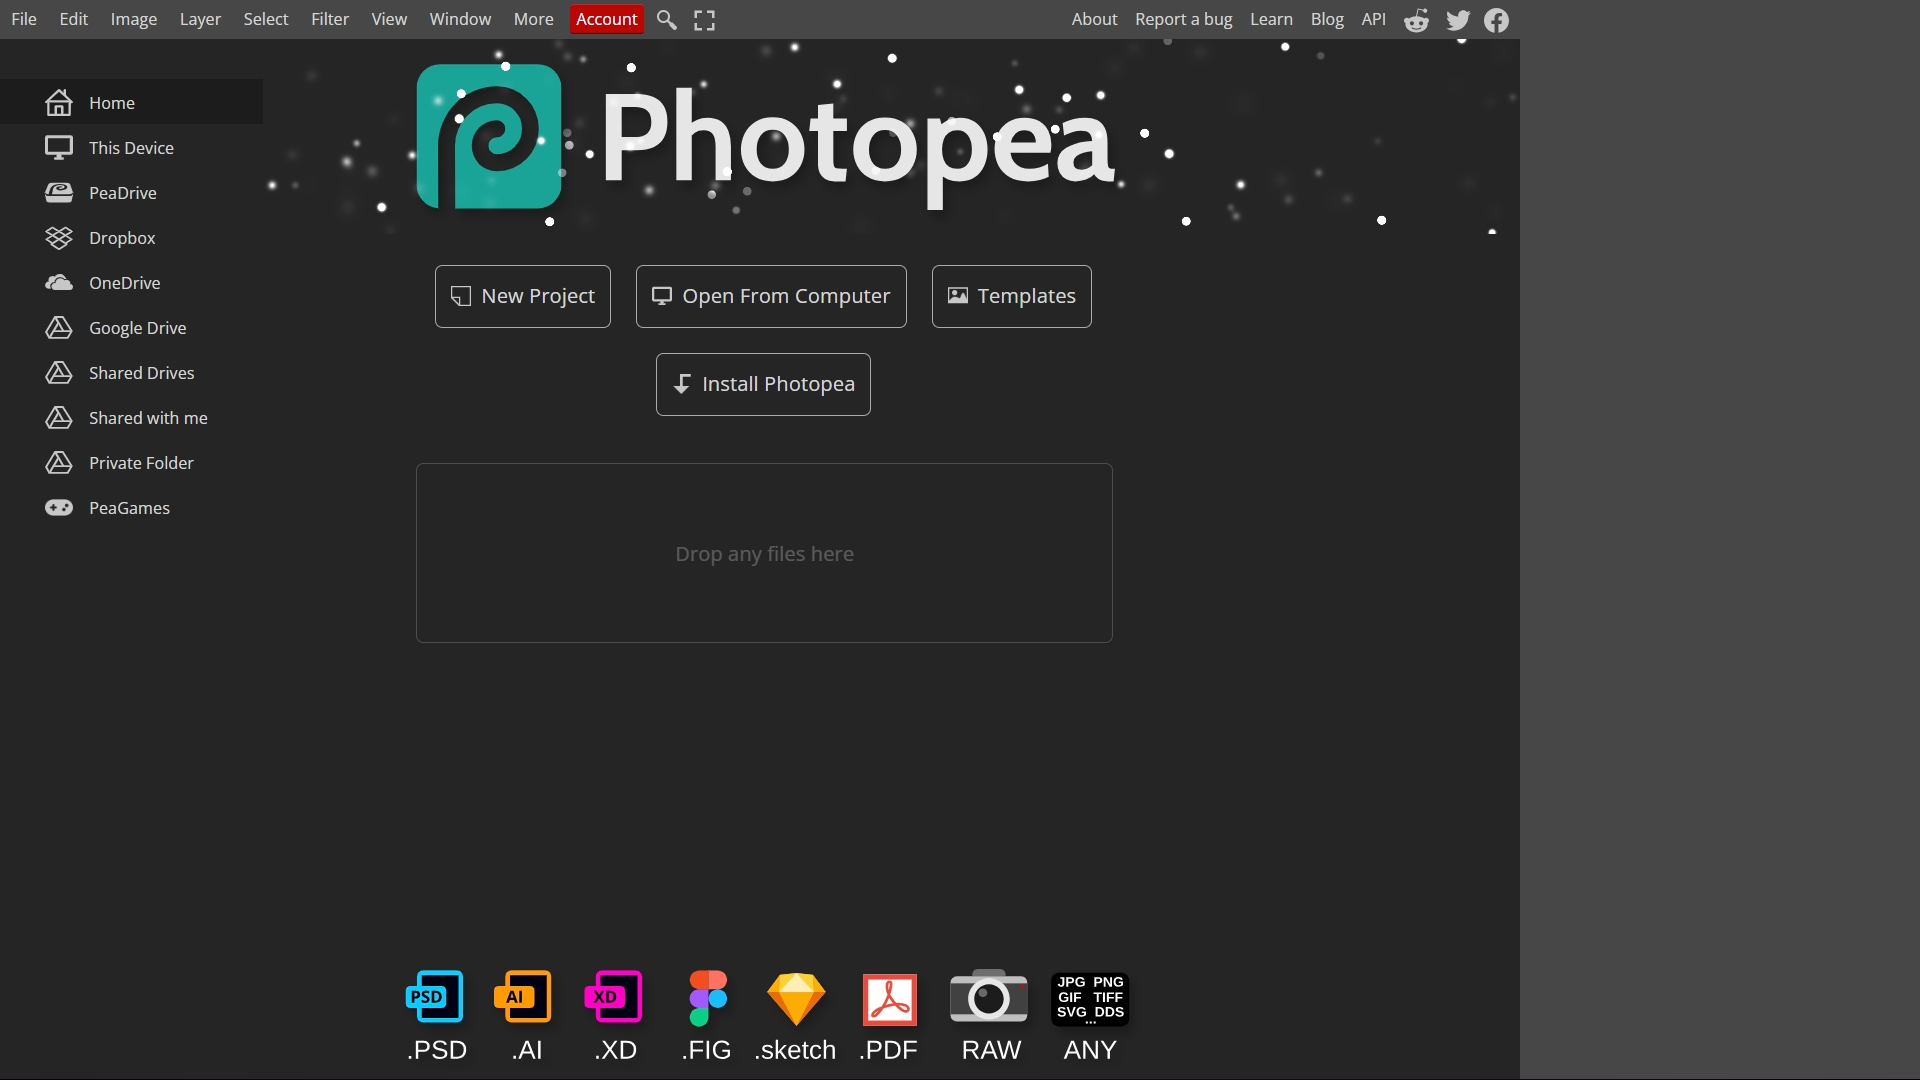 File Edit Image Layer Select Filter View Window More Account About Report a bug Learn Blog API
Home
This Device
PeaDrive
Dropbox
OneDrive
Google Drive
Shared Drives
Shared with me
Private Folder
PeaGames
Photopea
New Project Open From Computer Templates
Install Photopea
Drop any files here
PSD AI XD
JPG PNG
GIF TIFF
SVG DDS
...
.PSD .AI .XD .FIG .sketch .PDF RAW ANY